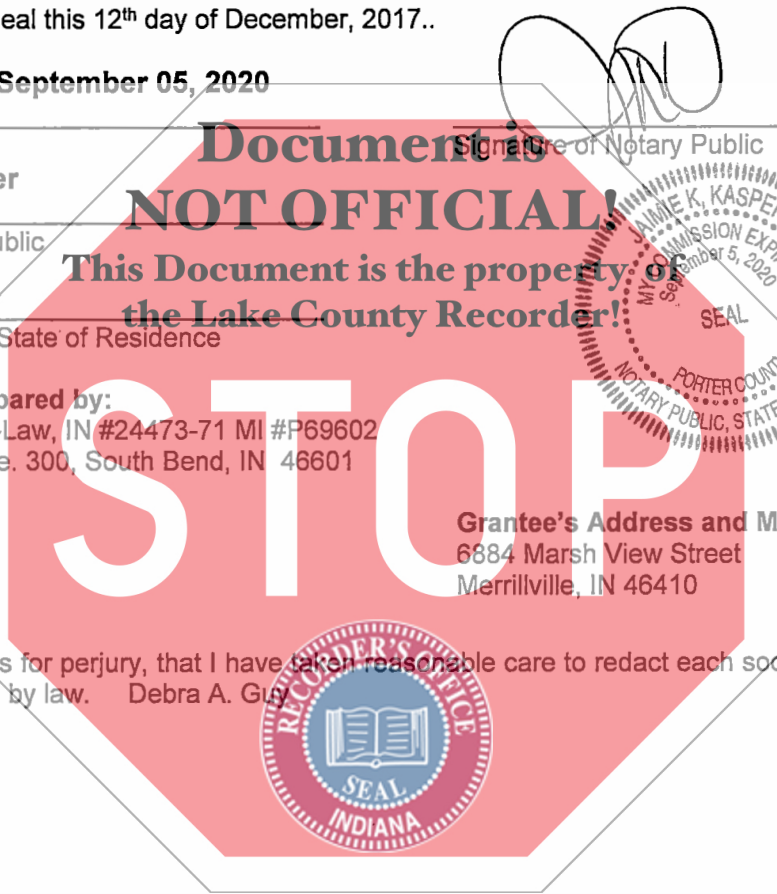 eal this 12th day of December, 2017..
September 05, 2020
Document is
Signature of Notary Public
er
NOT OFFICIAL!
ublic
This Document is the property of
the Lake County Recorder!
State of Residence
JAIMIE K. KASPE
MY COMMISSION EXP
September 5, 2020
SEAL
PORTER COUN
NOTARY PUBLIC, STATE
pared by:
-Law, IN #24473-71 MI #P69602
e. 300, South Bend, IN 46601
STOP
Grantee's Address and M
6884 Marsh View Street
Merrillville, IN 46410
s for perjury, that I have taken reasonable care to redact each soc
by law. Debra A. Guy
RECORDER'S OFFICE
SEAL
INDIANA